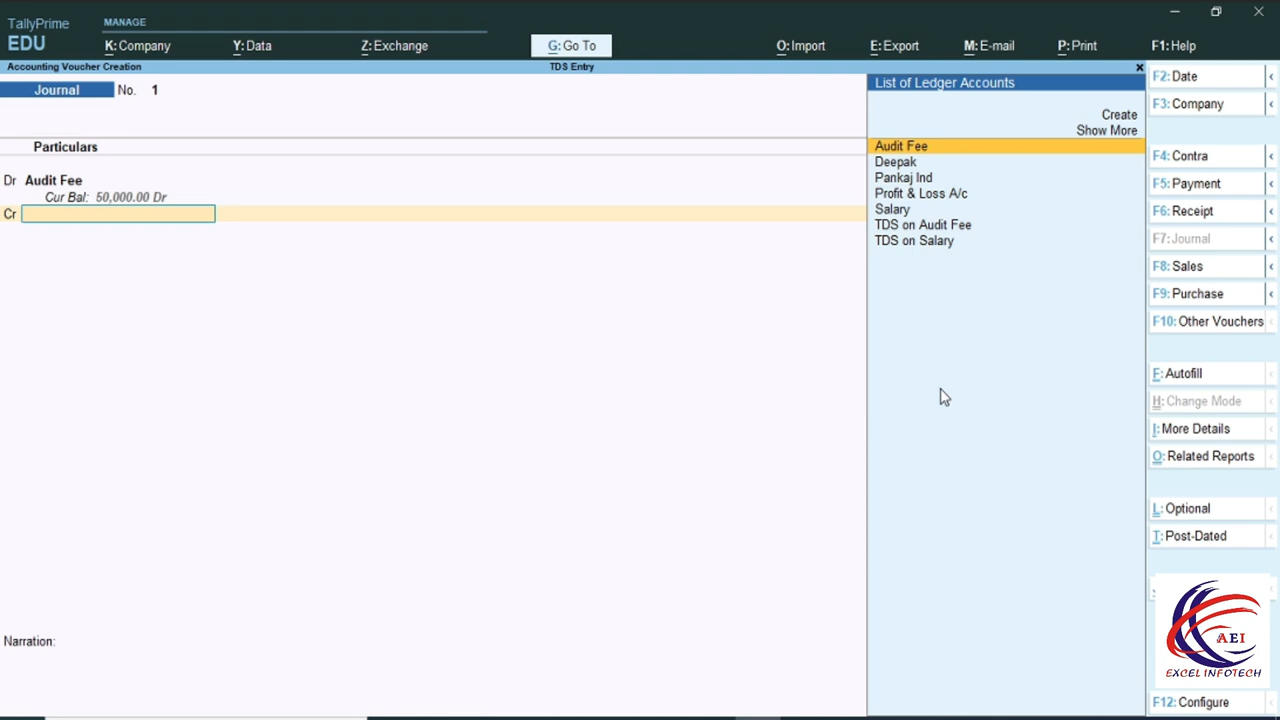 TallyPrime
EDU
MANAGE
K: Company
Y: Data
Z: Exchange
G: Go To
O: Import
E: Export
M: E-mail
P: Print
F1: Help
Accounting Voucher Creation
TDS Entry
Journal
No. 1
Particulars
Dr Audit Fee
Cur Bal: 50,000.00 Dr
Cr
Narration:
List of Ledger Accounts
Create
Show More
Audit Fee
Deepak
Pankaj Ind
Profit & Loss A/c
Salary
TDS on Audit Fee
TDS on Salary
F2: Date
F3: Company
F4: Contra
F5: Payment
F6: Receipt
F7: Journal
F8: Sales
F9: Purchase
F10: Other Vouchers
F: Autofill
H: Change Mode
I: More Details
O: Related Reports
L: Optional
T: Post-Dated
AEI
EXCEL INFOTECH
F12: Configure